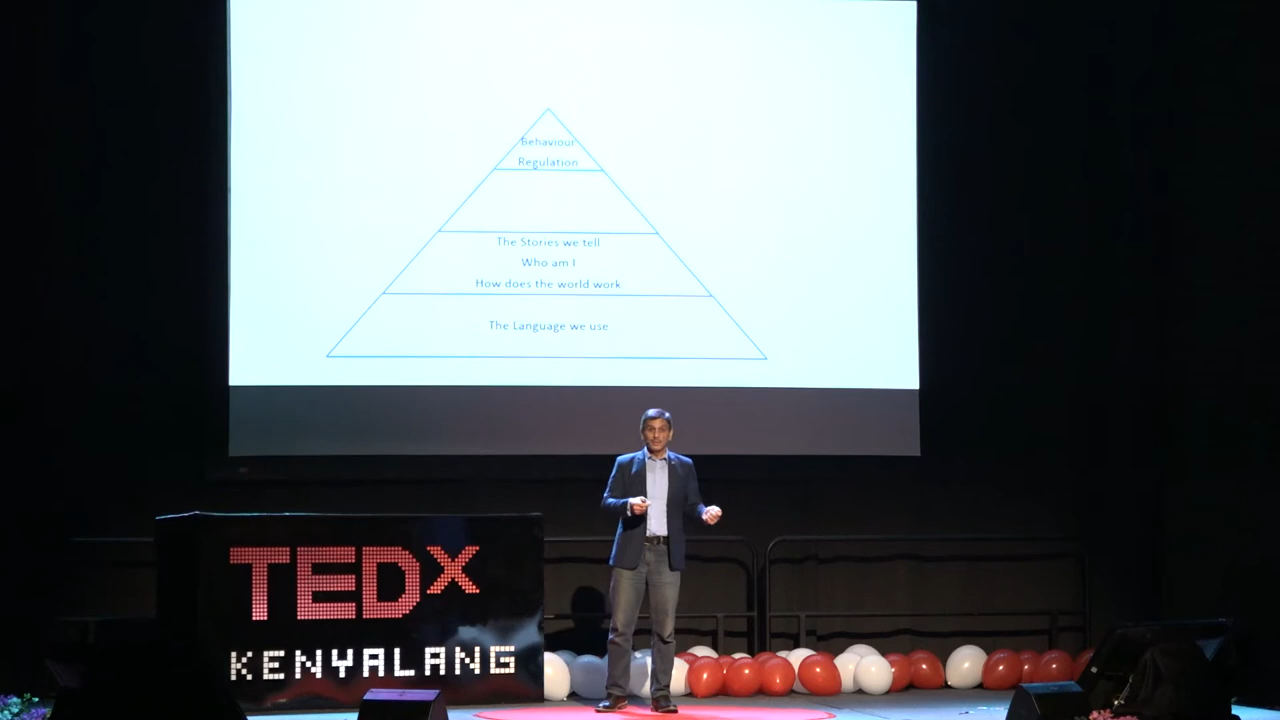 Behaviour
Regulation
The Stories we tell
Who am I
How does the world work
The Language we use
TEDx
KENYALANG